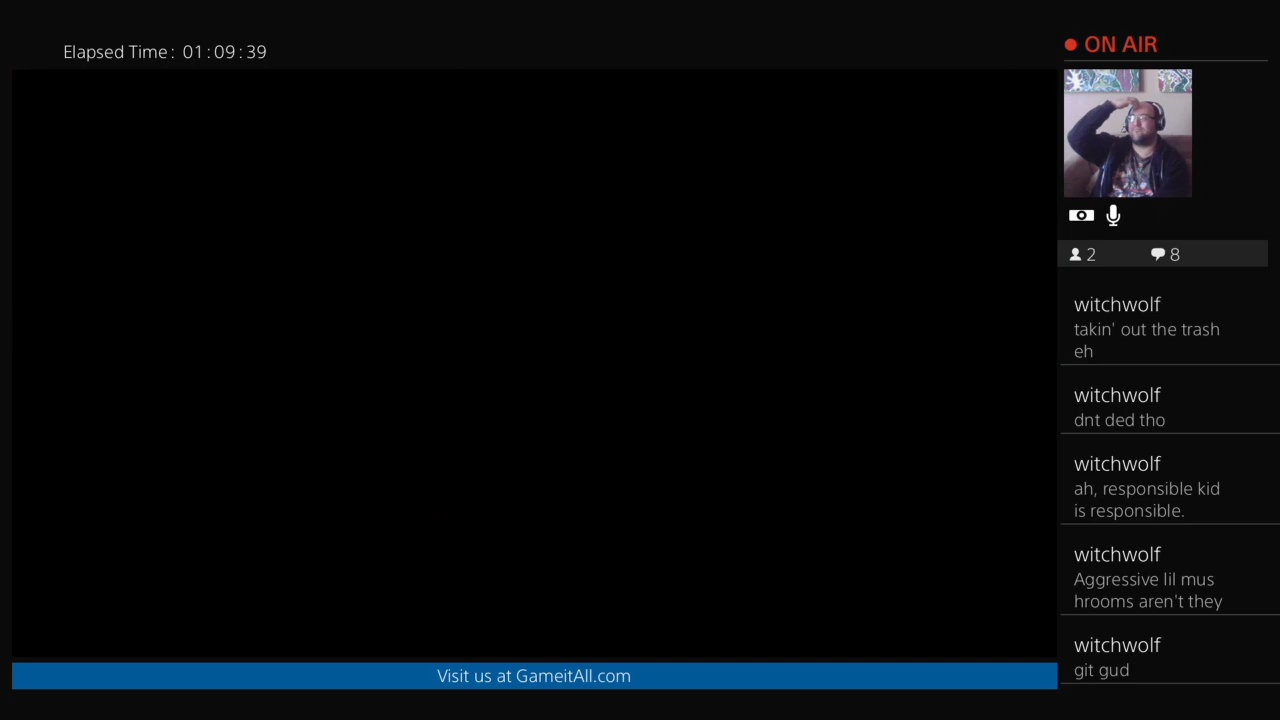 Elapsed Time: 01:09:39
ON AIR
2 8
witchwolf
takin' out the trash
eh
witchwolf
dnt ded tho
witchwolf
ah, responsible kid
is responsible.
witchwolf
Aggressive lil mus
hrooms aren't they
witchwolf
git gud
Visit us at GameitAll.com